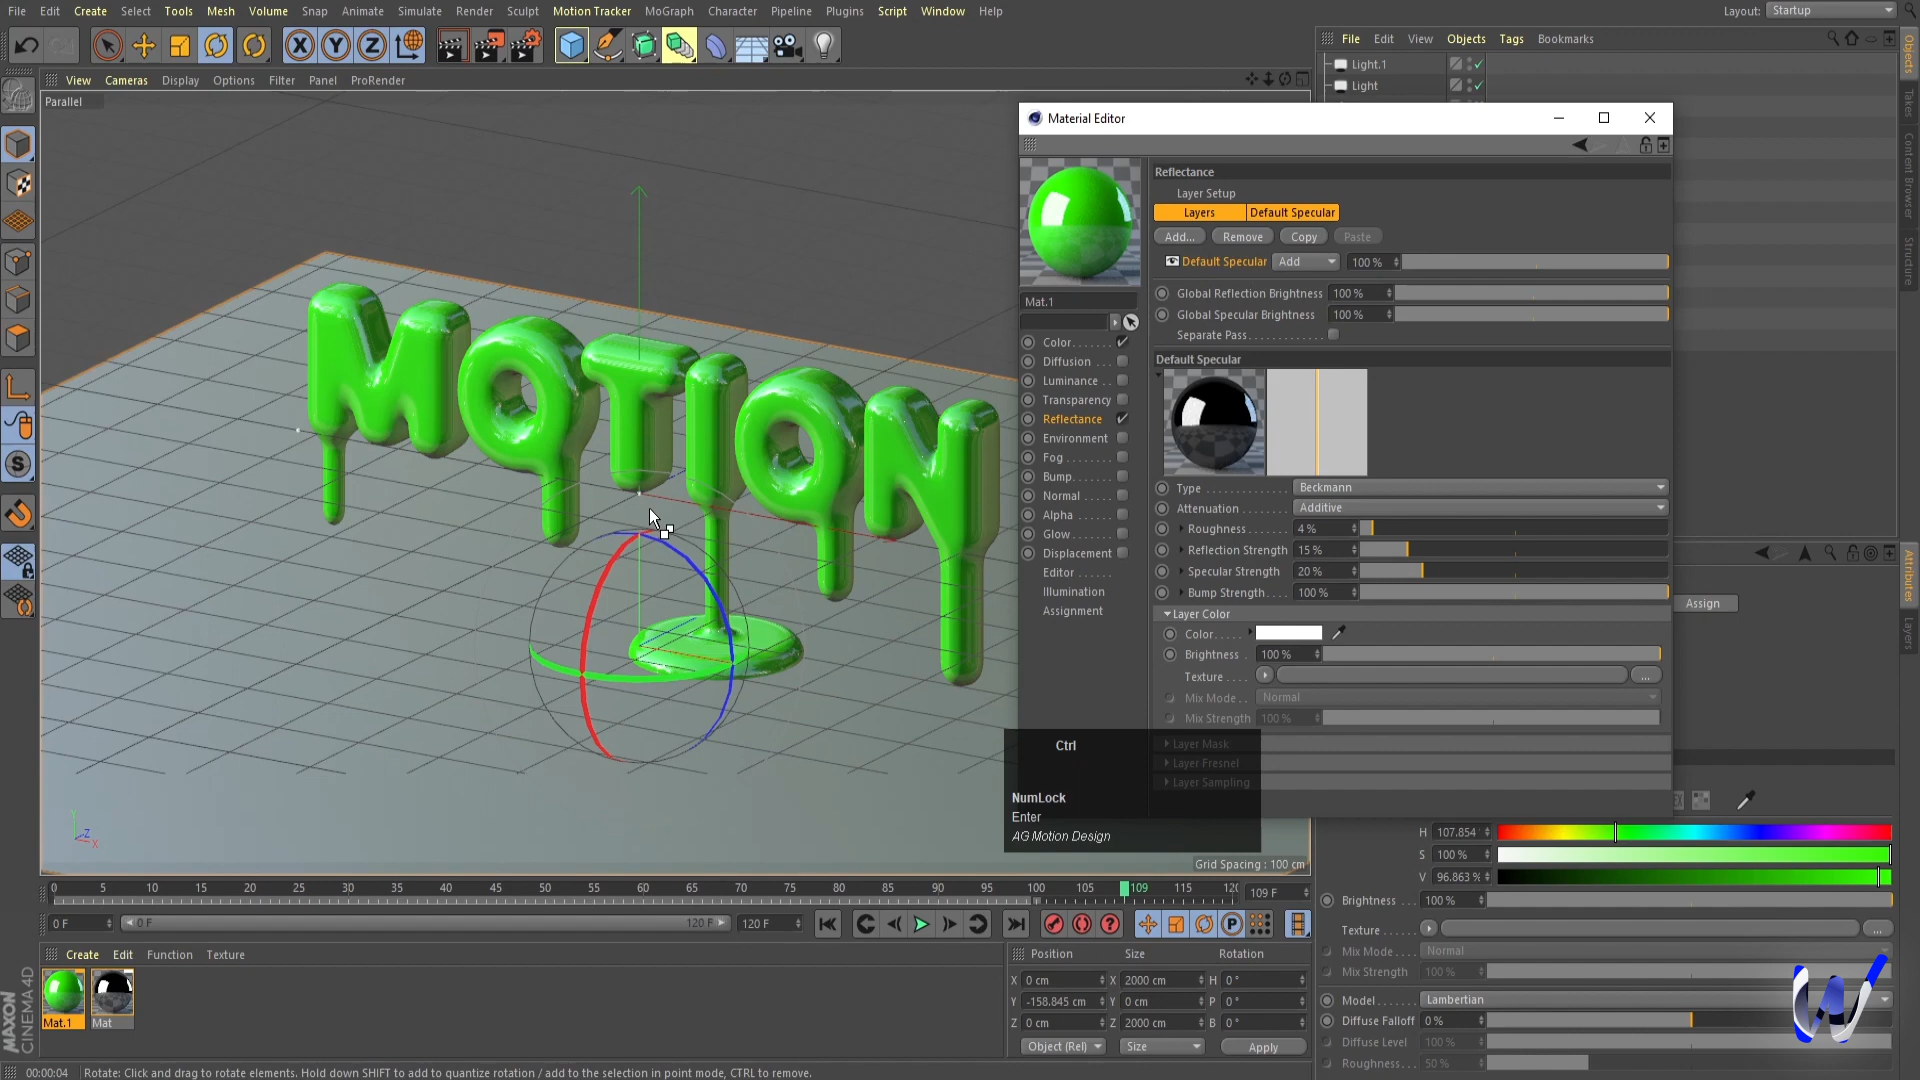 File Edit Create Select Tools Mesh Volume Snap Animate Simulate Render Sculpt Motion Tracker MoGraph Character Pipeline Plugins Script Window Help Layout: Startup
X Y Z
File Edit View Objects Tags Bookmarks
Light.1
Light
View Cameras Display Options Filter Panel ProRender
Parallel
Objects
Takes
Content Browser
Structure
Material Editor
Reflectance
Layer Setup
Layers Default Specular
Add... Remove Copy Paste
Default Specular Add 100 %
Mat.1
Global Reflection Brightness 100 %
Global Specular Brightness 100 %
Separate Pass
Color
Diffusion
Luminance
Transparency
Reflectance
Environment
Fog
Bump
Normal
Alpha
Glow
Displacement
Editor
Illumination
Assignment
Default Specular
Type Beckmann
Attenuation Additive
Roughness 4 %
Reflection Strength 15 %
Specular Strength 20 %
Bump Strength 100 %
Layer Color
Color
Brightness 100 %
Texture ...
Mix Mode Normal
Mix Strength 100 %
Layer Mask
Layer Fresnel
Layer Sampling
MOTION
Ctrl
NumLock
Enter
AG Motion Design
Y Z X
Grid Spacing : 100 cm
Attributes
Layers
Assign
H 107.854
S 100 %
V 96.863 %
Brightness 100 %
Texture ...
Mix Mode Normal
Mix Strength 100 %
Model Lambertian
Diffuse Falloff 0 %
Diffuse Level 100 %
Roughness 50 %
0 5 10 15 20 25 30 35 40 45 50 55 60 65 70 75 80 85 90 95 100 105 109 115 109 F
0 F 0 F 120 F 120 F
Create Edit Function Texture
Mat.1 Mat
Position Size Rotation
X 0 cm X 2000 cm H 0 °
Y -158.845 cm Y 0 cm P 0 °
Z 0 cm Z 2000 cm B 0 °
Object (Rel) Size Apply
MAXON CINEMA4D
W
00:00:04 Rotate: Click and drag to rotate elements. Hold down SHIFT to add to quantize rotation / add to the selection in point mode, CTRL to remove.